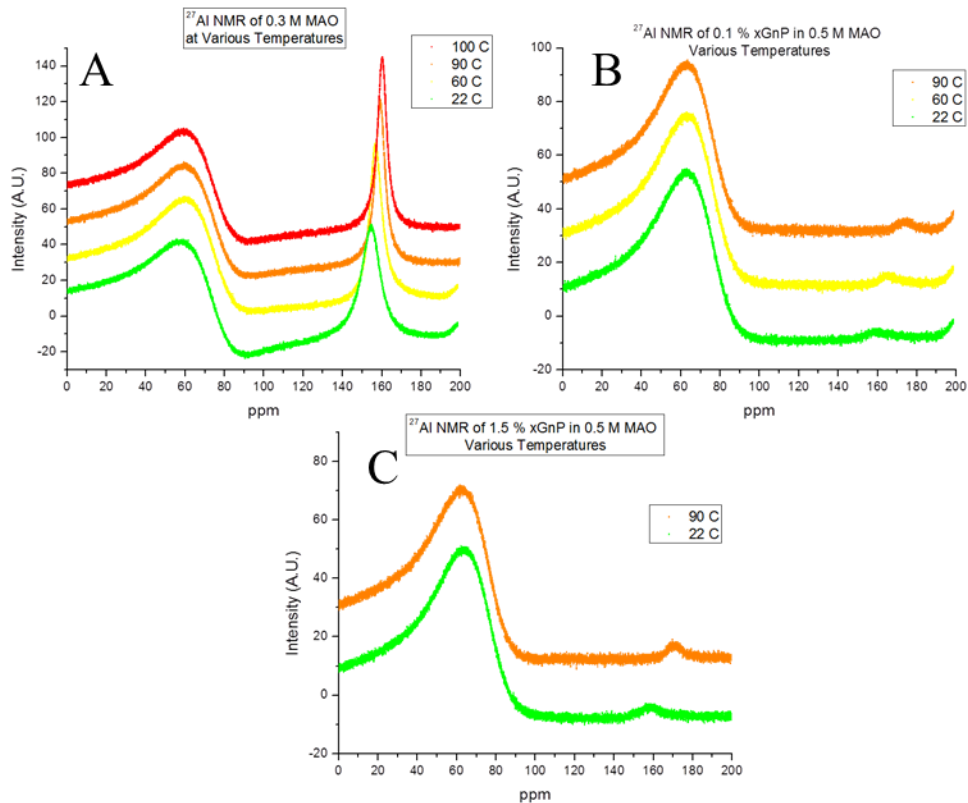 A
²⁷Al NMR of 0.3 M MAO
at Various Temperatures
100 C
90 C
60 C
22 C
Intensity (A.U.)
140
120
100
80
60
40
20
0
-20
0 20 40 60 80 100 120 140 160 180 200
ppm
B
²⁷Al NMR of 0.1 % xGnP in 0.5 M MAO
Various Temperatures
90 C
60 C
22 C
Intensity (A.U.)
100
80
60
40
20
0
-20
0 20 40 60 80 100 120 140 160 180 200
ppm
C
²⁷Al NMR of 1.5 % xGnP in 0.5 M MAO
Various Temperatures
90 C
22 C
Intensity (A.U.)
80
60
40
20
0
-20
0 20 40 60 80 100 120 140 160 180 200
ppm